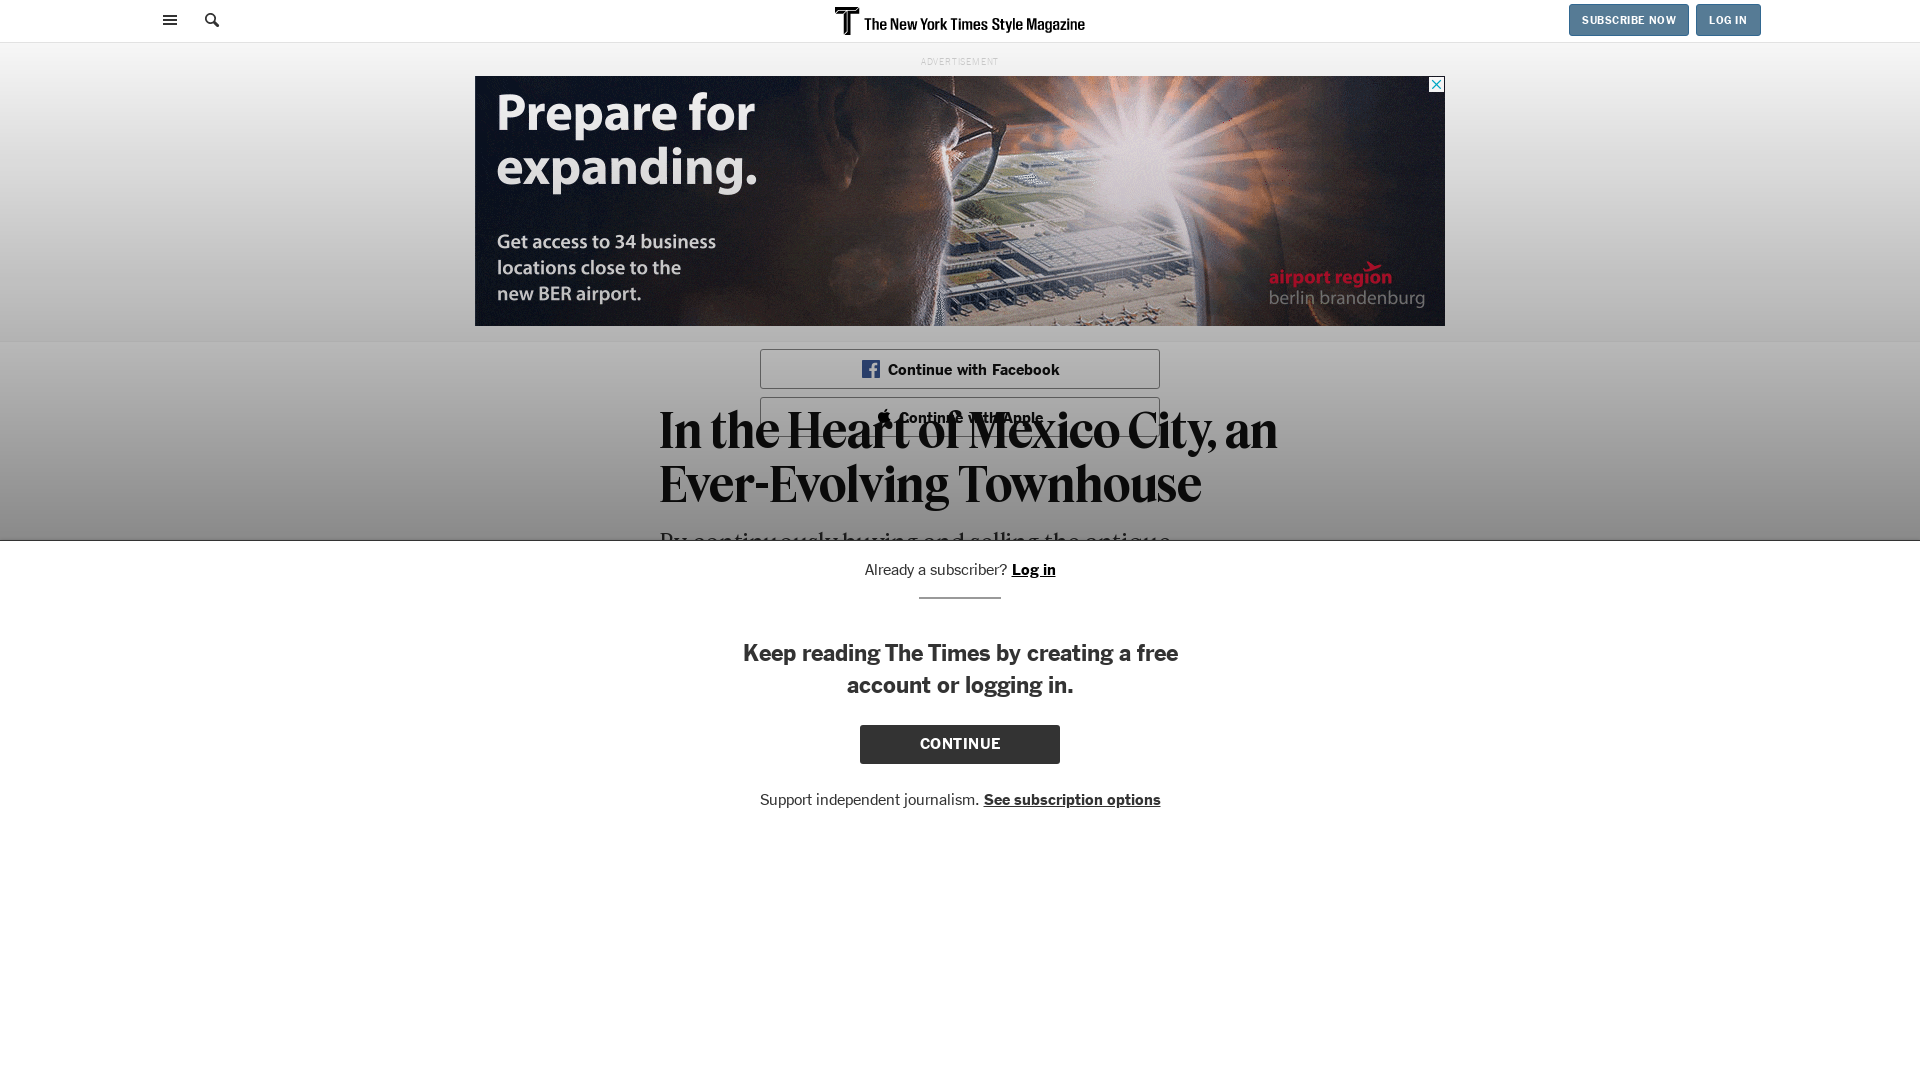 The New York Times Style Magazine
SUBSCRIBE NOW
LOG IN
ADVERTISEMENT
Prepare for
expanding.
Get access to 34 business
locations close to the
new BER airport.
airport region
berlin brandenburg
Continue with Facebook
Continue with Apple
In the Heart of Mexico City, an
Ever-Evolving Townhouse
By continuously buying and selling the antique
Already a subscriber? Log in
Keep reading The Times by creating a free
account or logging in.
CONTINUE
Support independent journalism. See subscription options